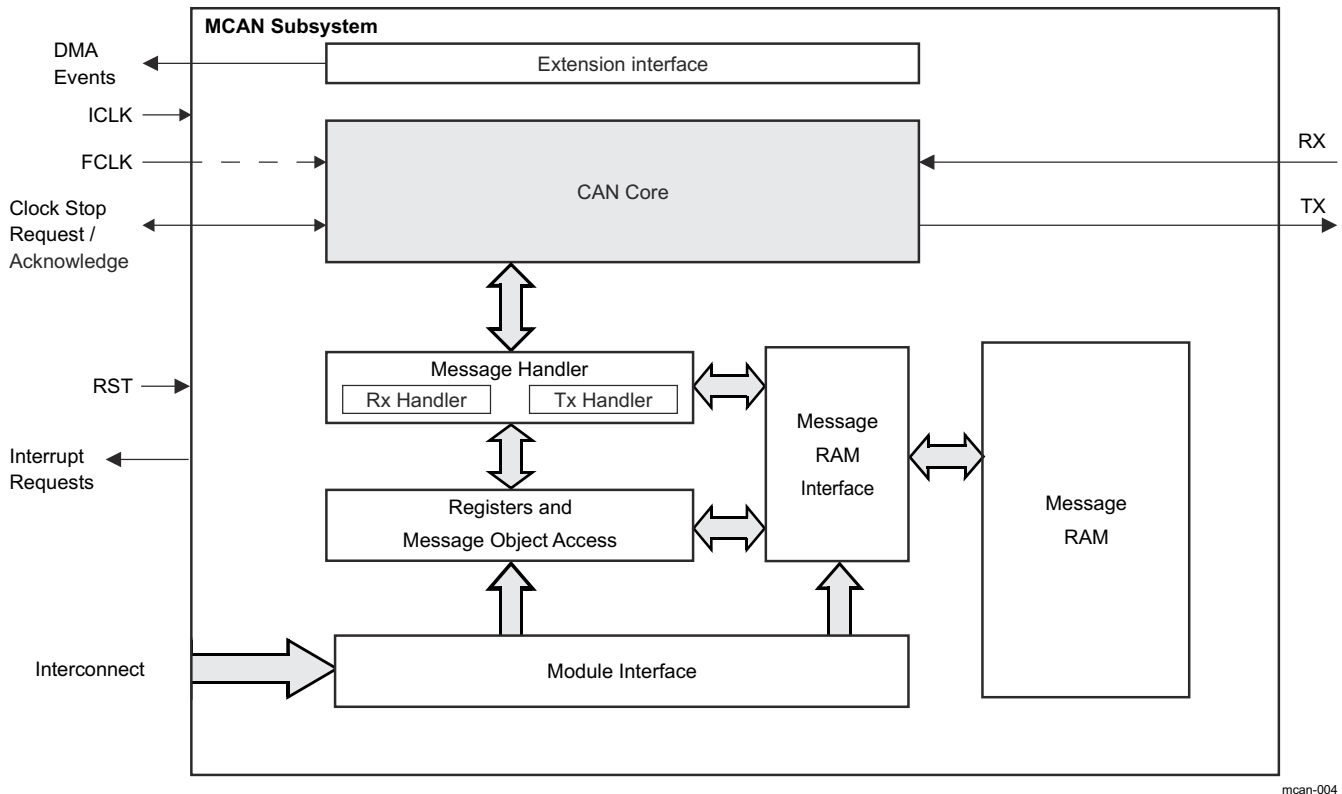 MCAN Subsystem
DMA
Events
Extension interface
ICLK
FCLK
RX
CAN Core
Clock Stop
Request /
Acknowledge
TX
Message Handler
RST
Rx Handler
Tx Handler
Message
RAM
Interface
Interrupt
Requests
Registers and
Message Object Access
Message
RAM
Interconnect
Module Interface
mcan-004